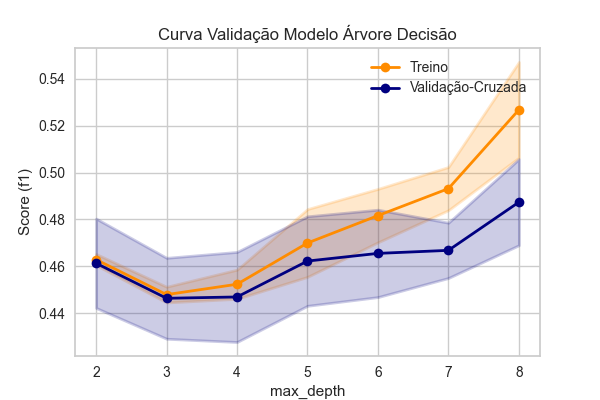 Curva Validação Modelo Árvore Decisão
Treino
Validação-Cruzada
Score (f1)
0.54
0.52
0.50
0.48
0.46
0.44
2 3 4 5 6 7 8
max_depth